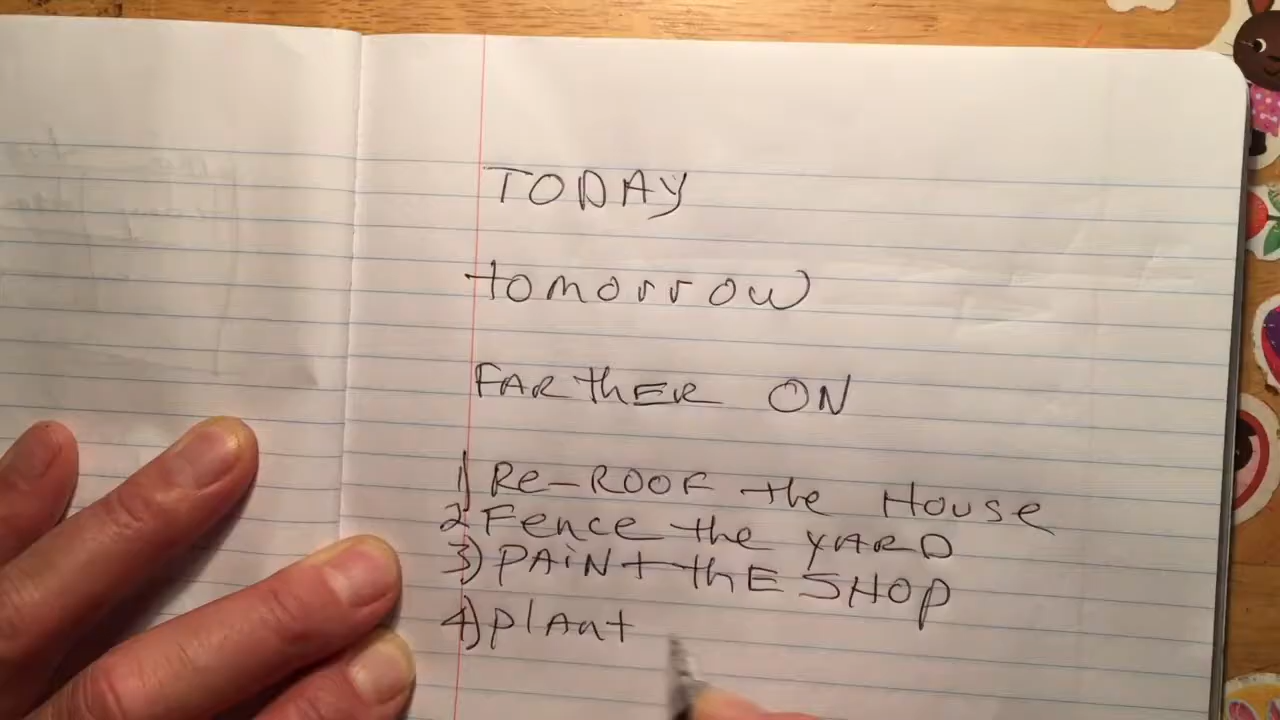 TODAY
tomorrow
FARthER ON
1) Re-ROOF the House
2 Fence the YARD
3) PAiNt thE SHOp
4) plAnt